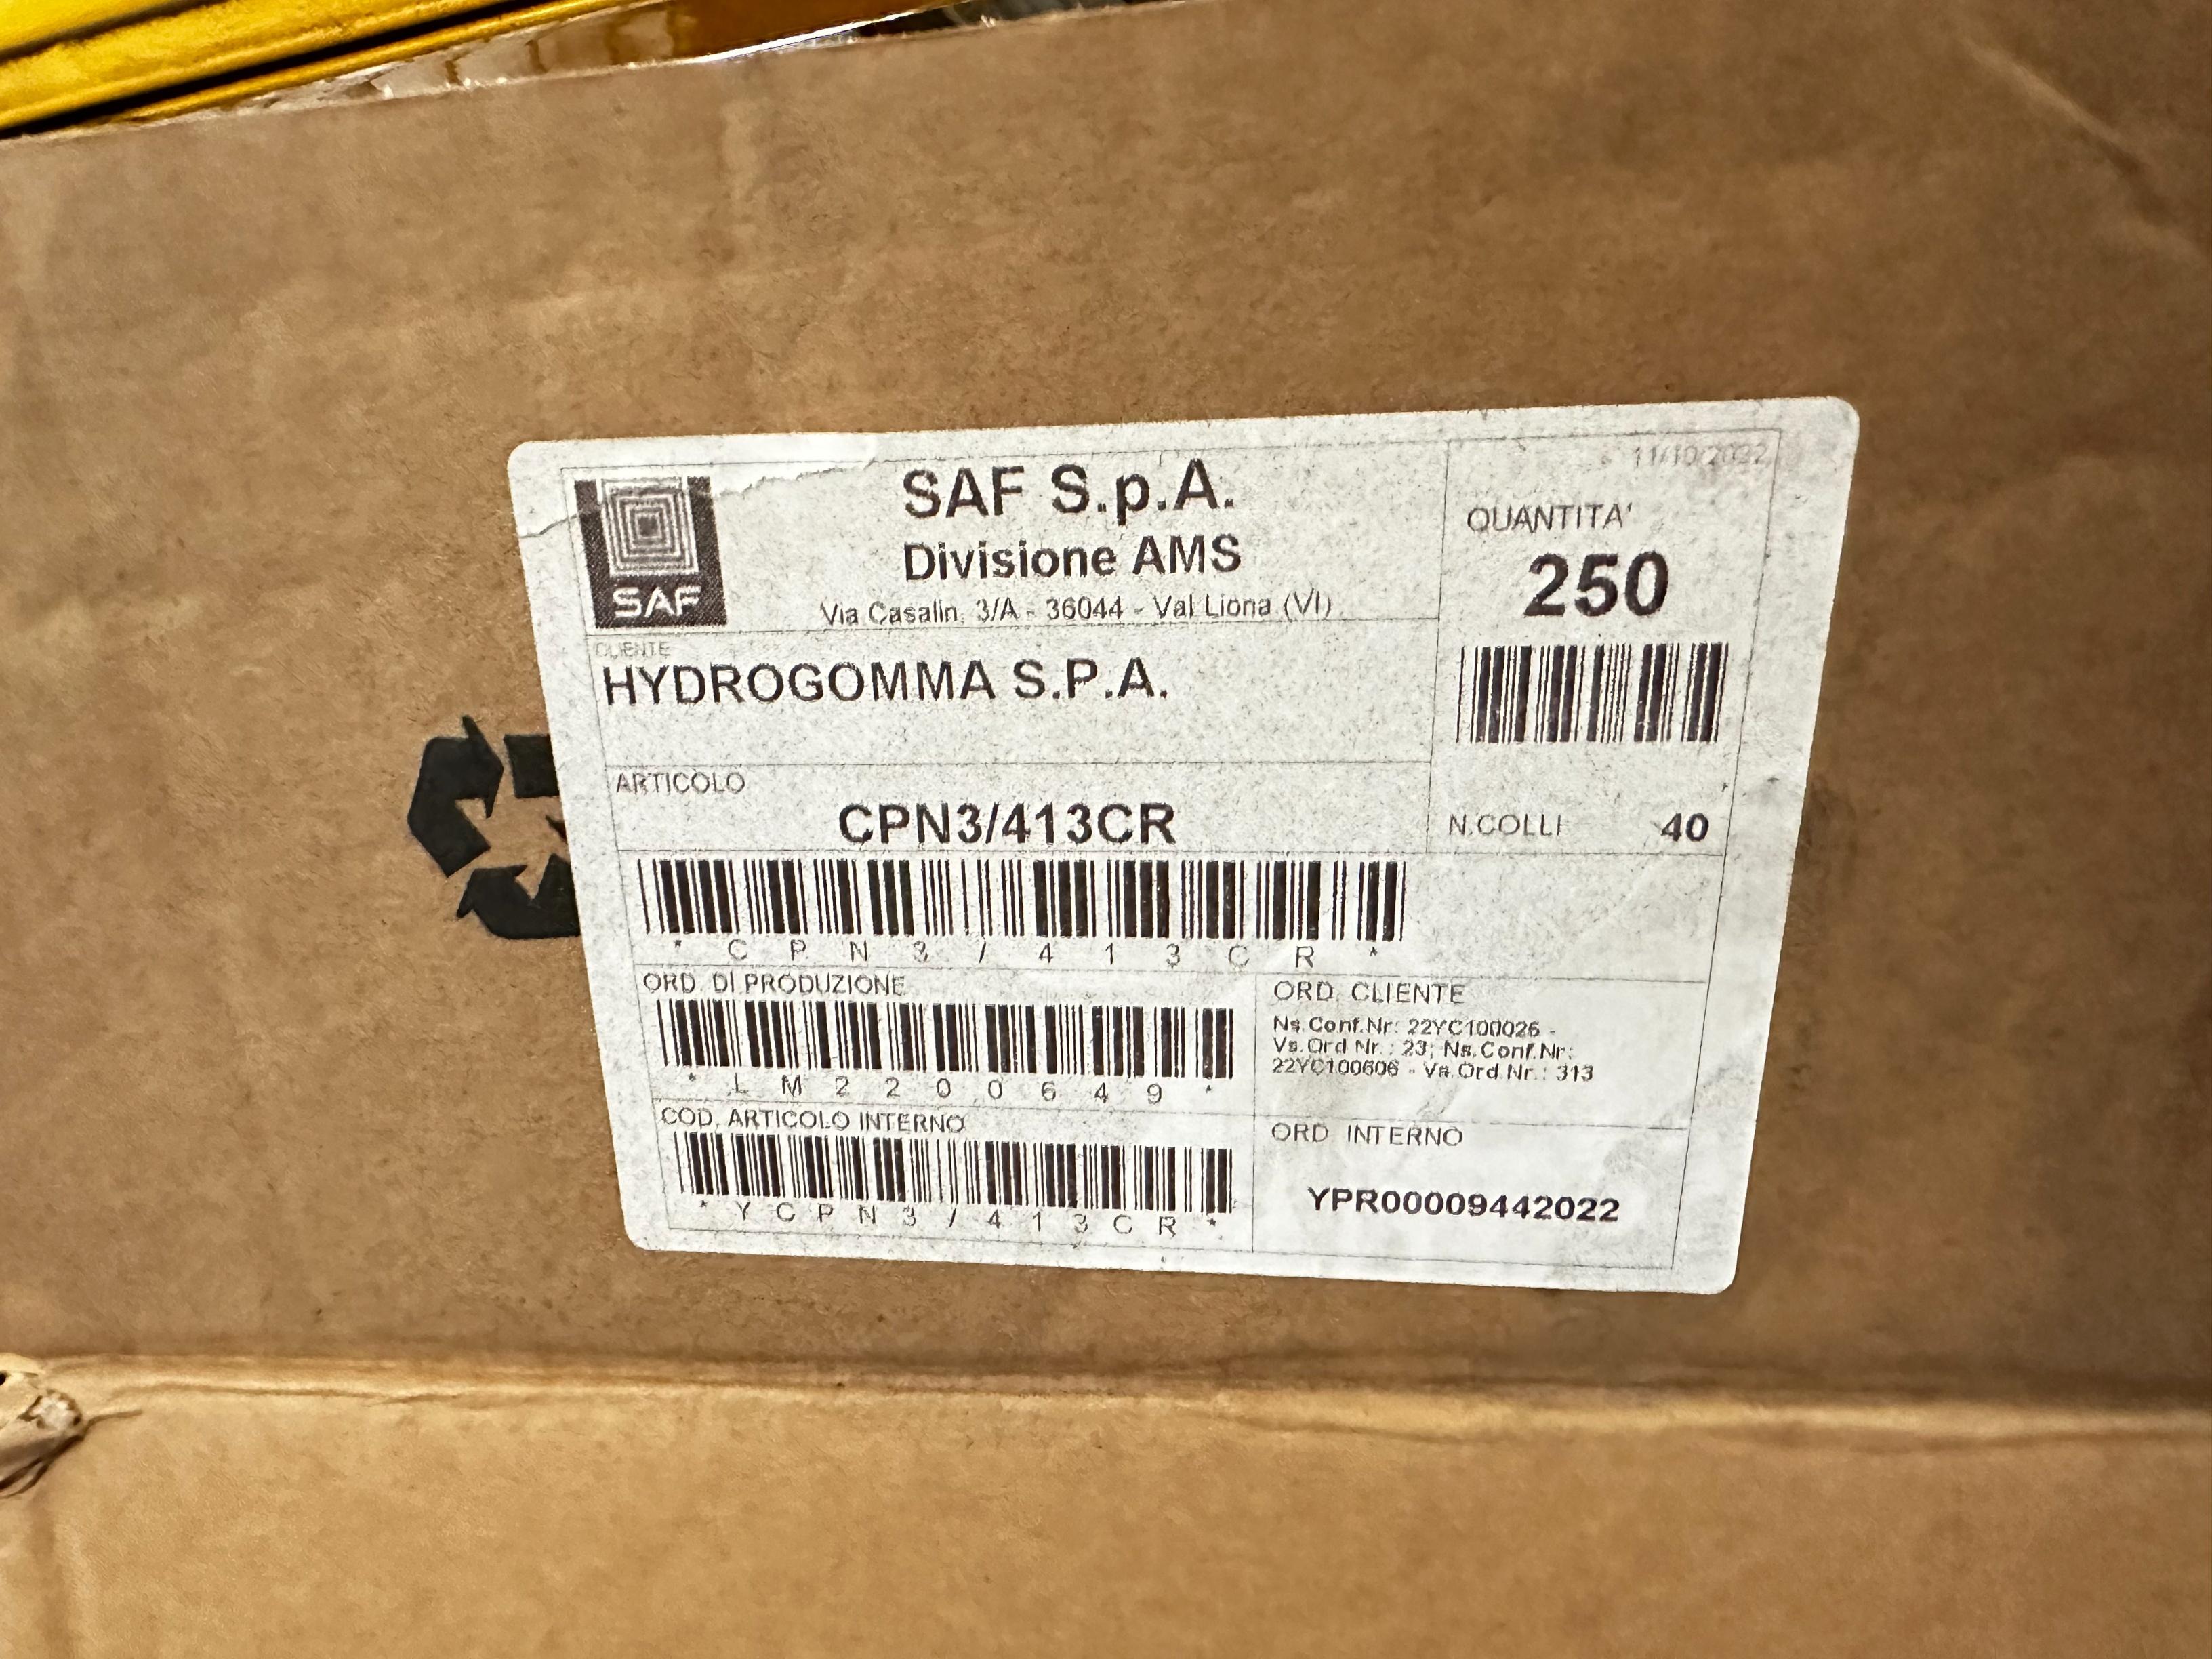 11/10/2022
SAF S.p.A.
Divisione AMS
Via Casalin, 3/A - 36044 - Val Liona (VI)
SAF
QUANTITA'
250
CLIENTE
HYDROGOMMA S.P.A.
ARTICOLO
CPN3/413CR
N.COLLI 40
* C P N 3 / 4 1 3 C R *
ORD. DI PRODUZIONE
* L M 2 2 0 0 6 4 9 *
ORD. CLIENTE
Ns.Conf.Nr: 22YC100026 -
Vs.Ord Nr.: 23; Ns.Conf.Nr:
22YC100606 - Vs.Ord.Nr.: 313
COD. ARTICOLO INTERNO
* Y C P N 3 / 4 1 3 C R *
ORD INTERNO
YPR00009442022